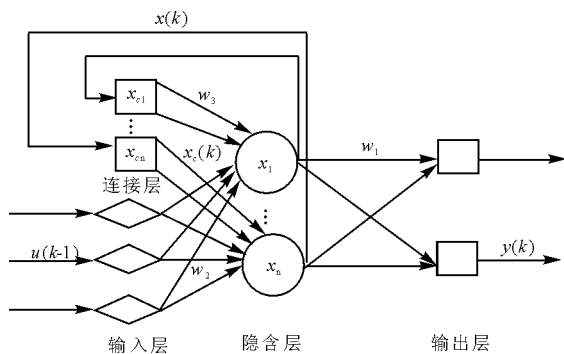 x(k)
x_c1
w_3
⋮
x_cn
x_c(k)
连接层
x_1
w_1
⋮
u(k-1)
w_2
x_n
y(k)
输入层
隐含层
输出层